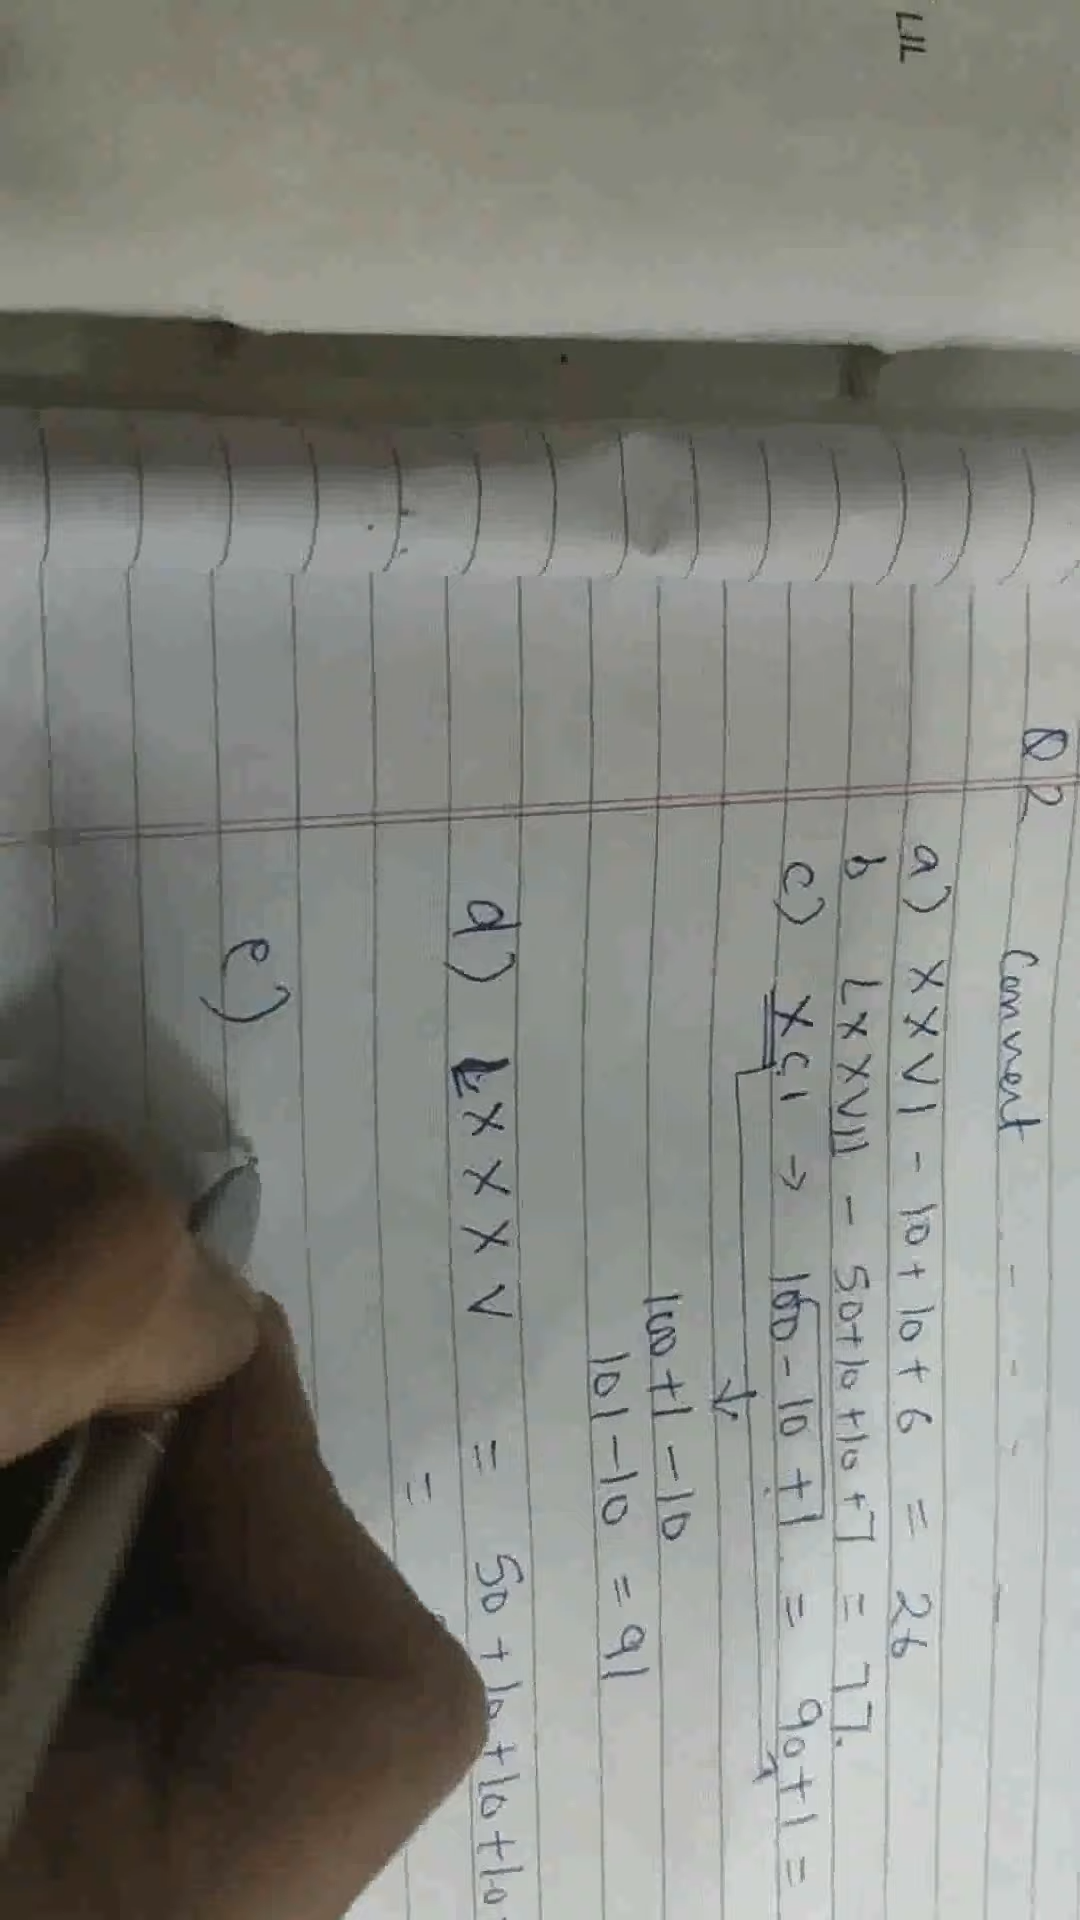 LIL
Q2 Convert - - - -
a) XXVI - 10+10+6 = 26
b LXXVII - 50+10+10+7 = 77.
c) XCI → 100-10+1 = 90+1 =
100+1-10
101-10 = 91
d) LXXXV = 50+10+10+10
=
e)